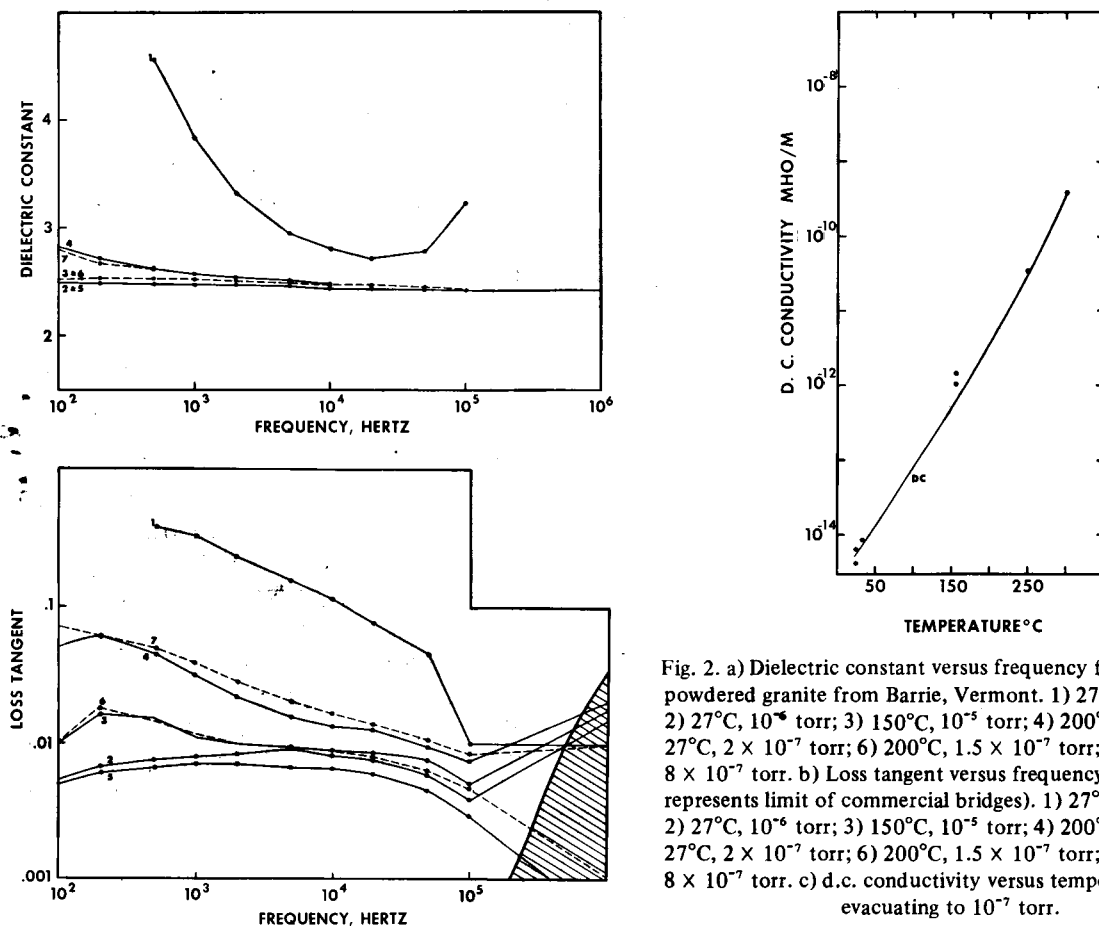 DIELECTRIC CONSTANT
4
3
2
1
4
7
3 & 6
2 & 5
10² 10³ 10⁴ 10⁵ 10⁶
FREQUENCY, HERTZ
LOSS TANGENT
.1
.01
.001
1
7
4
6
3
2
5
10² 10³ 10⁴ 10⁵
FREQUENCY, HERTZ
D. C. CONDUCTIVITY MHO/M
10⁻⁸
10⁻¹⁰
10⁻¹²
10⁻¹⁴
DC
50 150 250
TEMPERATURE°C
Fig. 2. a) Dielectric constant versus frequency f
powdered granite from Barrie, Vermont. 1) 27
2) 27°C, 10⁻⁶ torr; 3) 150°C, 10⁻⁵ torr; 4) 200°
27°C, 2 × 10⁻⁷ torr; 6) 200°C, 1.5 × 10⁻⁷ torr;
8 × 10⁻⁷ torr. b) Loss tangent versus frequency
represents limit of commercial bridges). 1) 27°
2) 27°C, 10⁻⁶ torr; 3) 150°C, 10⁻⁵ torr; 4) 200°
27°C, 2 × 10⁻⁷ torr; 6) 200°C, 1.5 × 10⁻⁷ torr;
8 × 10⁻⁷ torr. c) d.c. conductivity versus tempe
evacuating to 10⁻⁷ torr.